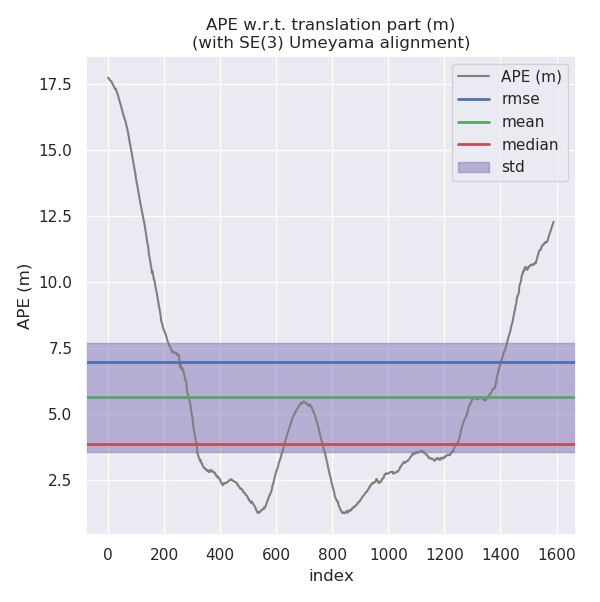 APE w.r.t. translation part (m)
(with SE(3) Umeyama alignment)
APE (m)
rmse
mean
median
std
17.5
15.0
12.5
10.0
7.5
5.0
2.5
APE (m)
0 200 400 600 800 1000 1200 1400 1600
index